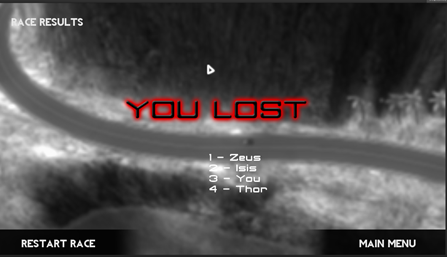 RACE RESULTS
YOU LOST
1 - Zeus
2 - Isis
3 - You
4 - Thor
RESTART RACE
MAIN MENU